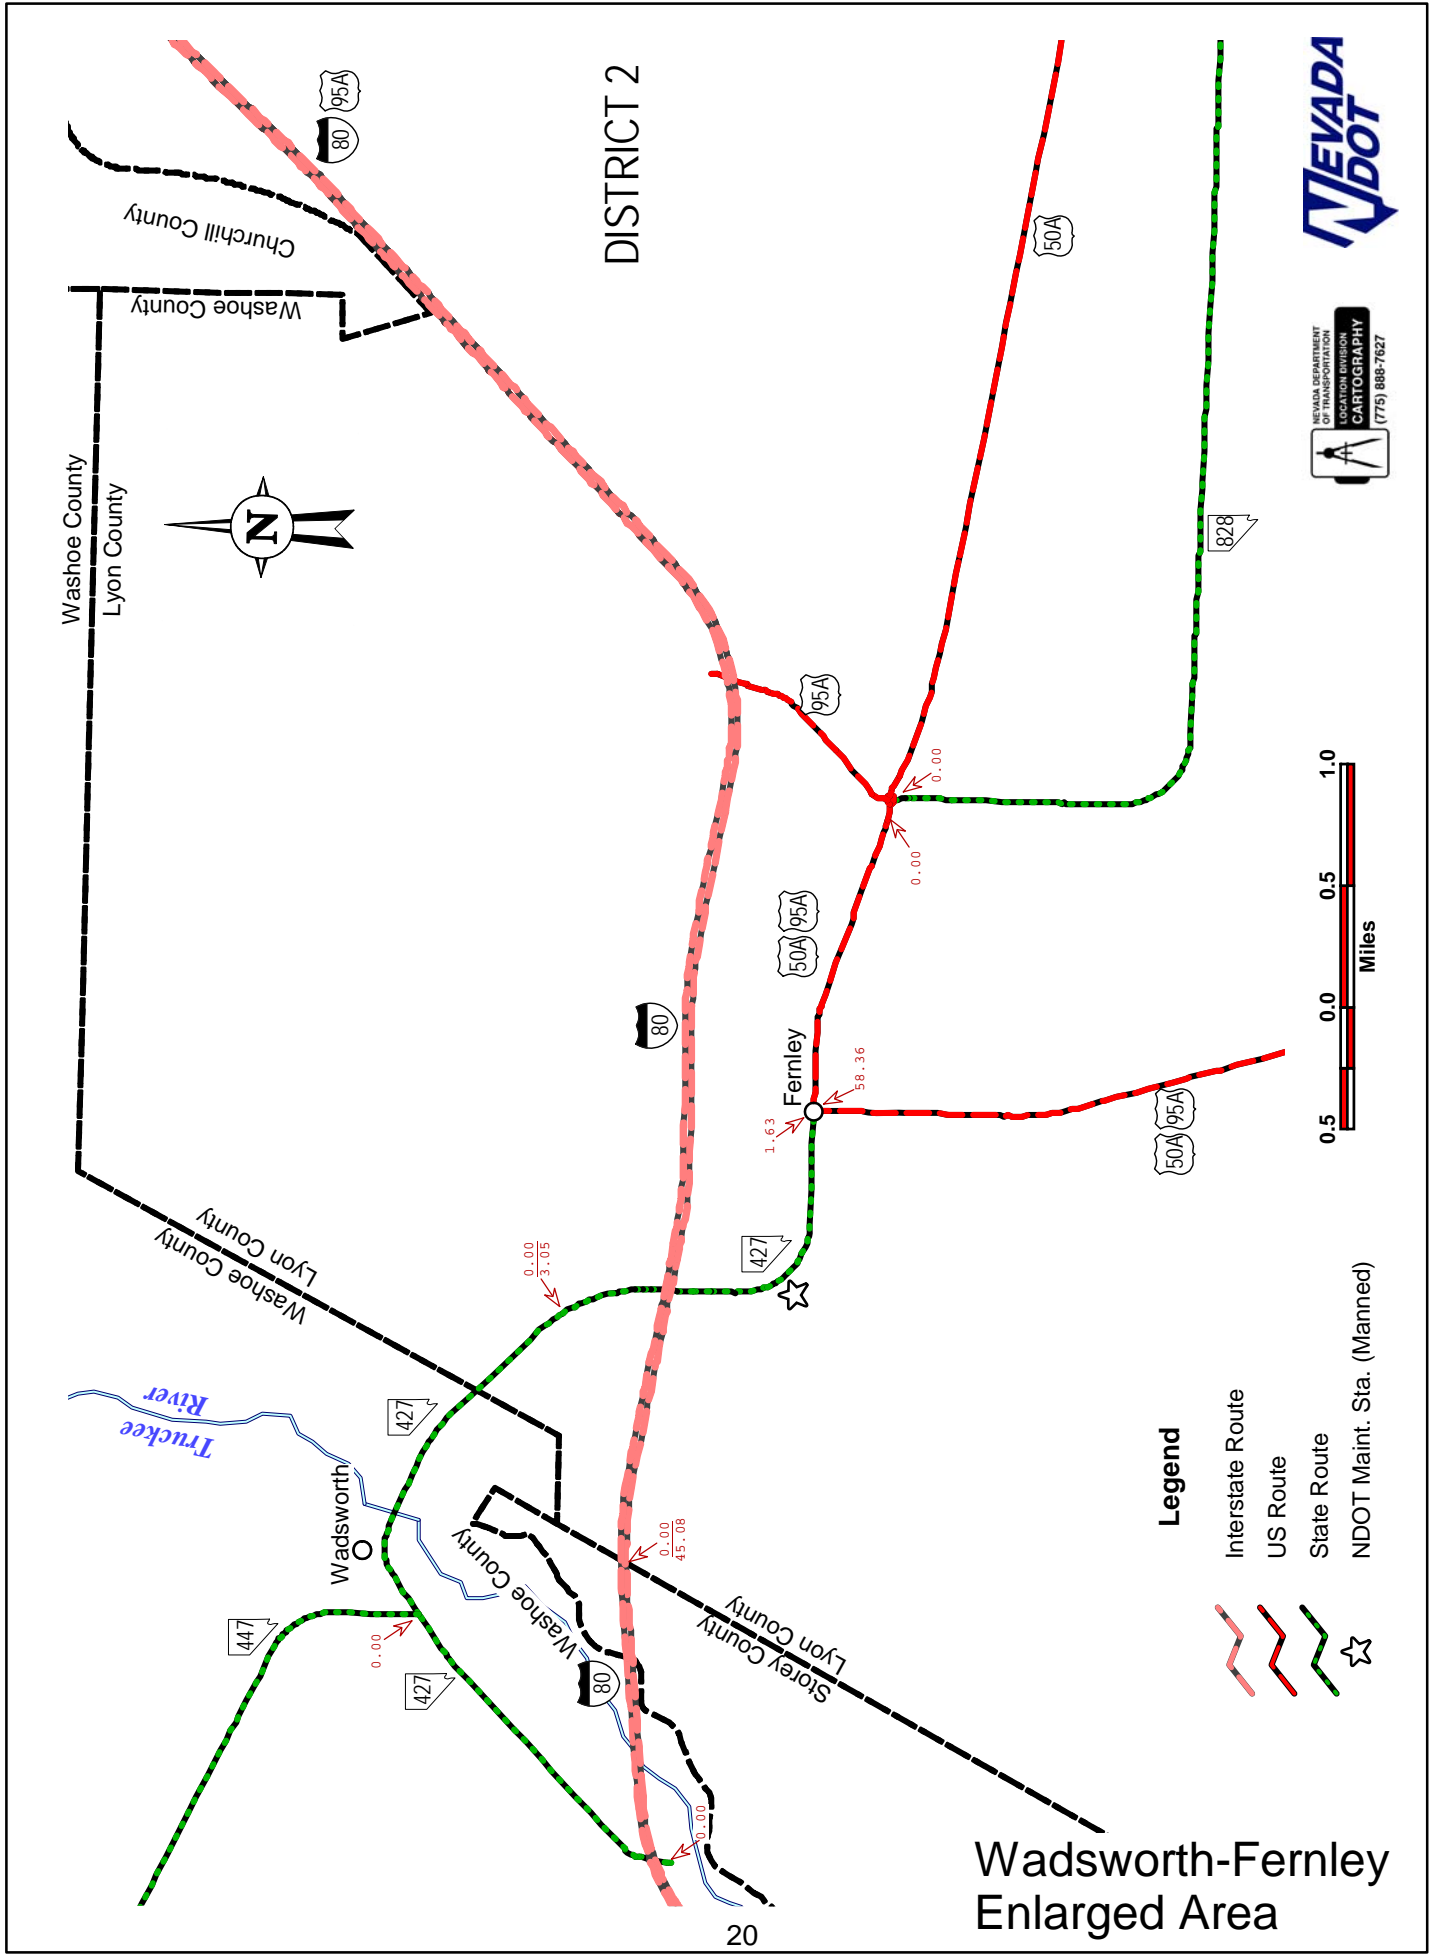 Washoe County
Lyon County
Washoe County
Churchill County
80
95A
DISTRICT 2
N
Washoe County
Lyon County
Truckee
River
Wadsworth
447
427
427
0.00
0.00
3.05
80
80
Washoe County
Storey County
Lyon County
0.00
45.08
0.00
427
1.63
58.36
Fernley
50A
95A
95A
0.00
0.00
50A
828
50A
95A
Legend
Interstate Route
US Route
State Route
NDOT Maint. Sta. (Manned)
0.5
0.0
0.5
1.0
Miles
NEVADA DEPARTMENT
OF TRANSPORTATION
LOCATION DIVISION
CARTOGRAPHY
(775) 888-7627
NEVADA
DOT
Wadsworth-Fernley
Enlarged Area
20